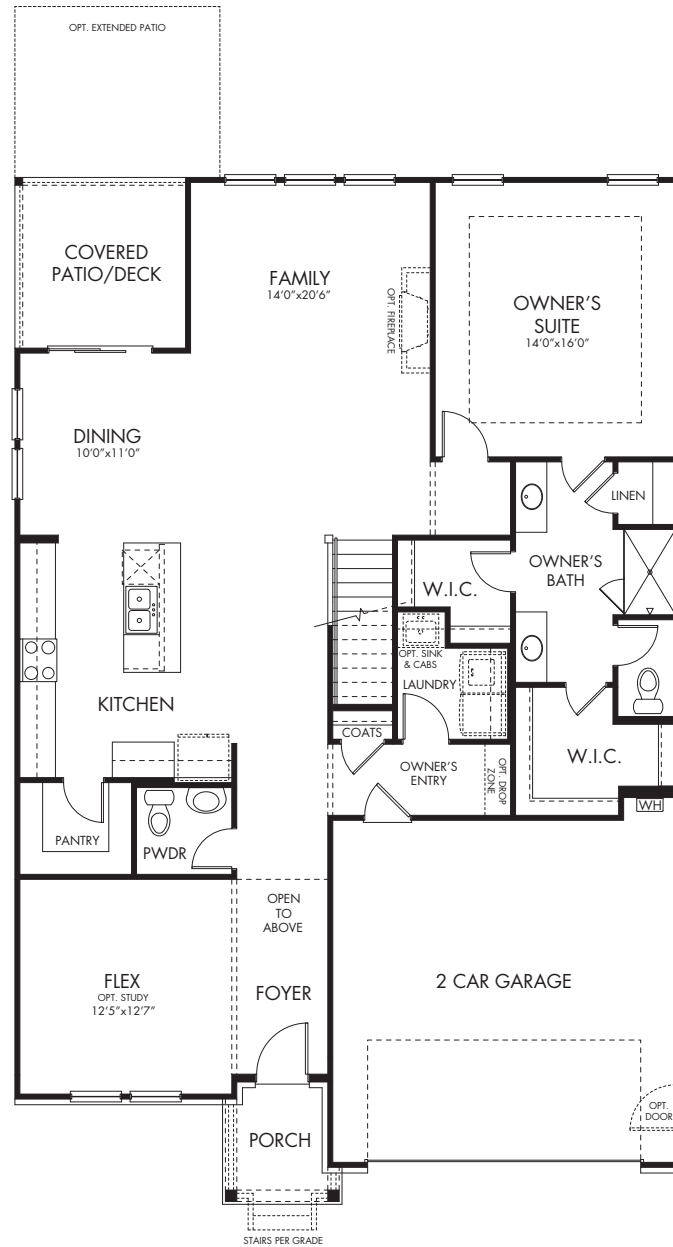 OPT. EXTENDED PATIO
COVERED
PATIO/DECK
FAMILY
14'0"x20'6"
OPT. FIREPLACE
OWNER'S
SUITE
14'0"x16'0"
DINING
10'0"x11'0"
LINEN
OWNER'S
BATH
W.I.C.
OPT. SINK
& CABS
LAUNDRY
KITCHEN
COATS
OWNER'S
ENTRY
OPT. DROP
ZONE
W.I.C.
WH
PANTRY
PWDR
OPEN
TO
ABOVE
FLEX
OPT. STUDY
12'5"x12'7"
FOYER
2 CAR GARAGE
OPT.
DOOR
PORCH
STAIRS PER GRADE